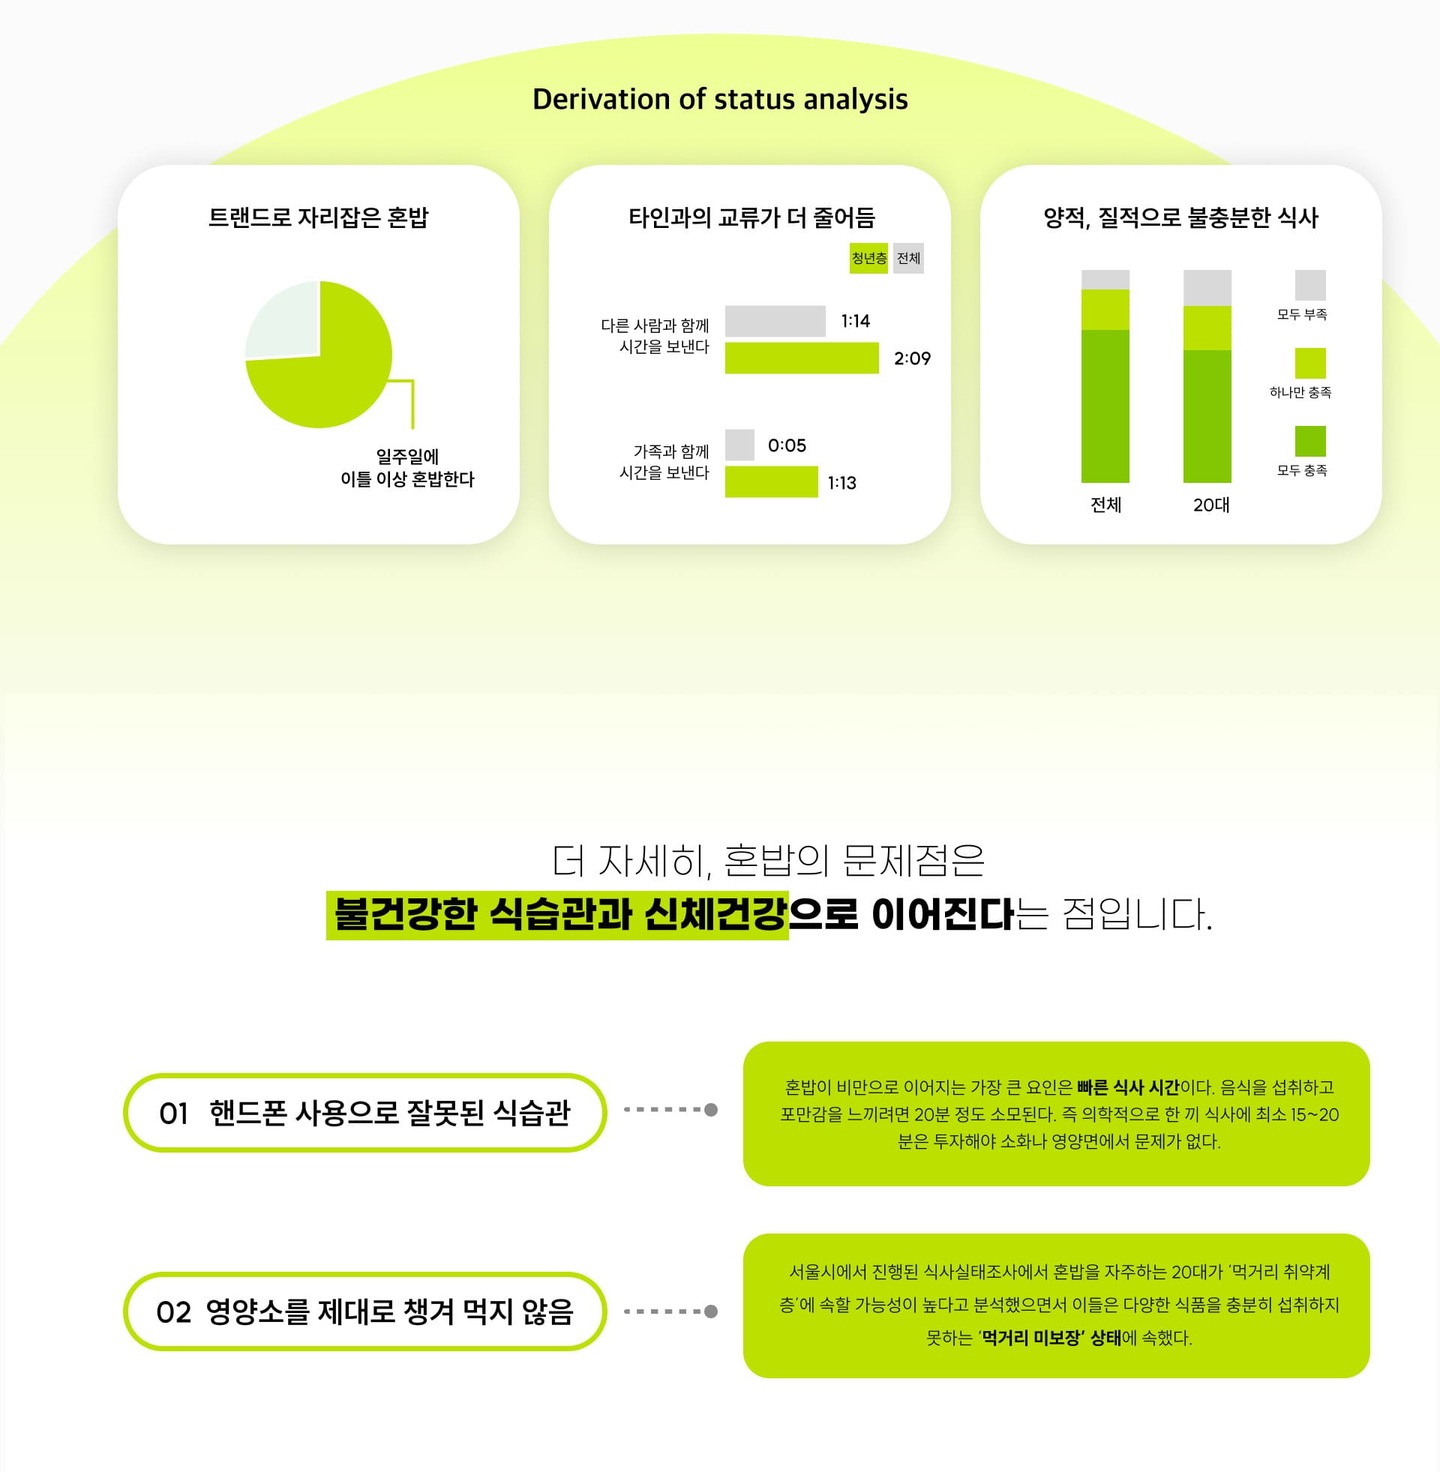 Derivation of status analysis
트랜드로 자리잡은 혼밥
일주일에
이틀 이상 혼밥한다
타인과의 교류가 더 줄어듬
청년층 전체
다른 사람과 함께
시간을 보낸다
1:14
2:09
가족과 함께
시간을 보낸다
0:05
1:13
양적, 질적으로 불충분한 식사
모두 부족
하나만 충족
모두 충족
전체
20대
더 자세히, 혼밥의 문제점은
불건강한 식습관과 신체건강으로 이어진다는 점입니다.
01 핸드폰 사용으로 잘못된 식습관
혼밥이 비만으로 이어지는 가장 큰 요인은 빠른 식사 시간이다. 음식을 섭취하고
포만감을 느끼려면 20분 정도 소모된다. 즉 의학적으로 한 끼 식사에 최소 15~20
분은 투자해야 소화나 영양면에서 문제가 없다.
02 영양소를 제대로 챙겨 먹지 않음
서울시에서 진행된 식사실태조사에서 혼밥을 자주하는 20대가 '먹거리 취약계
층'에 속할 가능성이 높다고 분석했으면서 이들은 다양한 식품을 충분히 섭취하지
못하는 '먹거리 미보장' 상태에 속했다.